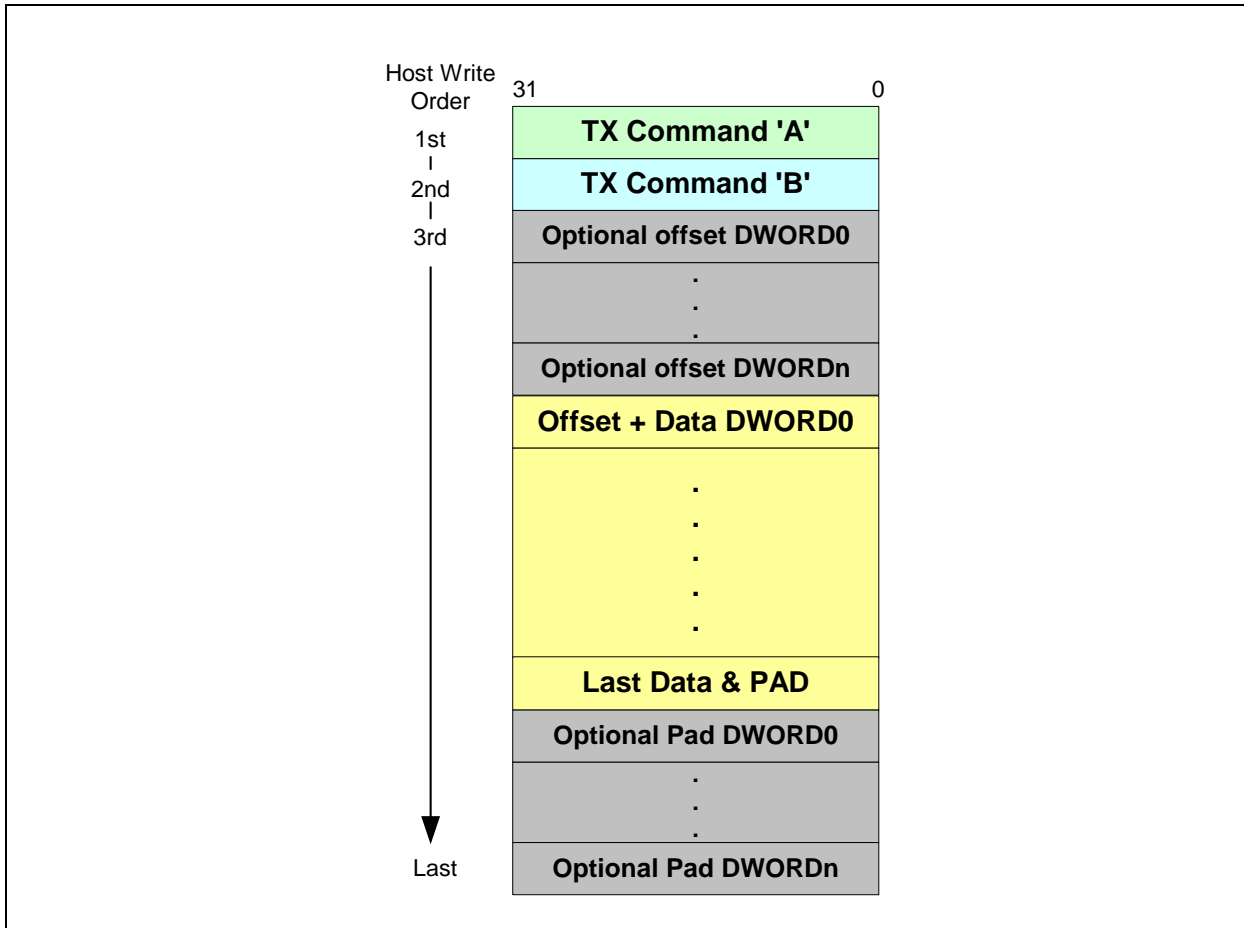 Host Write
Order
31
0
1st
TX Command 'A'
2nd
TX Command 'B'
3rd
Optional offset DWORD0
.
.
.
Optional offset DWORDn
Offset + Data DWORD0
.
.
.
.
.
Last Data & PAD
Optional Pad DWORD0
.
.
.
Last
Optional Pad DWORDn